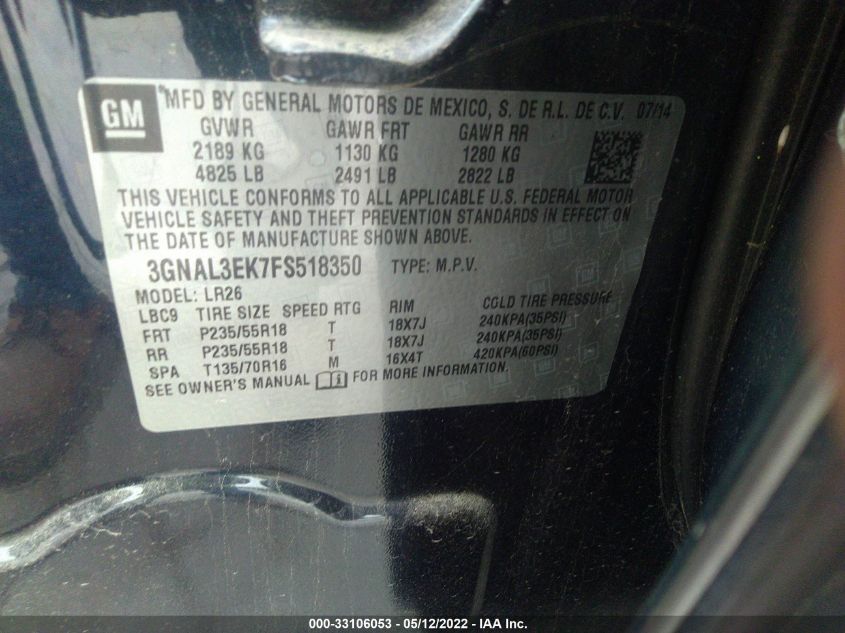 GM
MFD BY GENERAL MOTORS DE MEXICO, S. DE R.L. DE C.V. 07/14
GVWR GAWR FRT GAWR RR
2189 KG 1130 KG 1280 KG
4825 LB 2491 LB 2822 LB
THIS VEHICLE CONFORMS TO ALL APPLICABLE U.S. FEDERAL MOTOR
VEHICLE SAFETY AND THEFT PREVENTION STANDARDS IN EFFECT ON
THE DATE OF MANUFACTURE SHOWN ABOVE.
3GNAL3EK7FS518350 TYPE: M.P.V.
MODEL: LR26
LBC9 TIRE SIZE SPEED RTG RIM COLD TIRE PRESSURE
FRT P235/55R18 T 18X7J 240KPA(35PSI)
RR P235/55R18 T 18X7J 240KPA(35PSI)
SPA T135/70R16 M 16X4T 420KPA(60PSI)
SEE OWNER'S MANUAL FOR MORE INFORMATION.
000-33106053 - 05/12/2022 - IAA Inc.